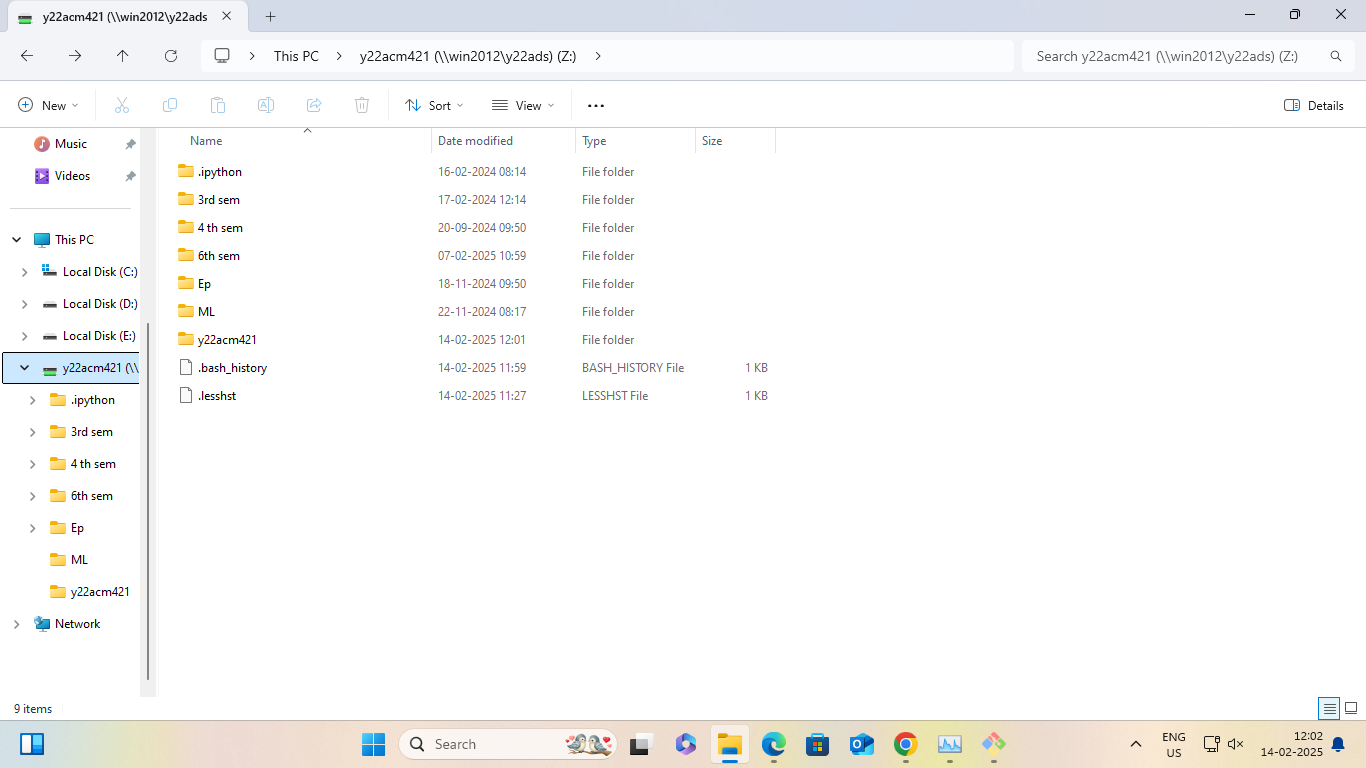 y22acm421 (\\win2012\y22ads
This PC
y22acm421 (\\win2012\y22ads) (Z:)
Search y22acm421 (\\win2012\y22ads) (Z:)
New
Sort
View
Details
Music
Videos
This PC
Local Disk (C:)
Local Disk (D:)
Local Disk (E:)
y22acm421 (\\
.ipython
3rd sem
4 th sem
6th sem
Ep
ML
y22acm421
Network
Name Date modified Type Size
.ipython 16-02-2024 08:14 File folder
3rd sem 17-02-2024 12:14 File folder
4 th sem 20-09-2024 09:50 File folder
6th sem 07-02-2025 10:59 File folder
Ep 18-11-2024 09:50 File folder
ML 22-11-2024 08:17 File folder
y22acm421 14-02-2025 12:01 File folder
.bash_history 14-02-2025 11:59 BASH_HISTORY File 1 KB
.lesshst 14-02-2025 11:27 LESSHST File 1 KB
9 items
Search
ENG
US
12:02
14-02-2025